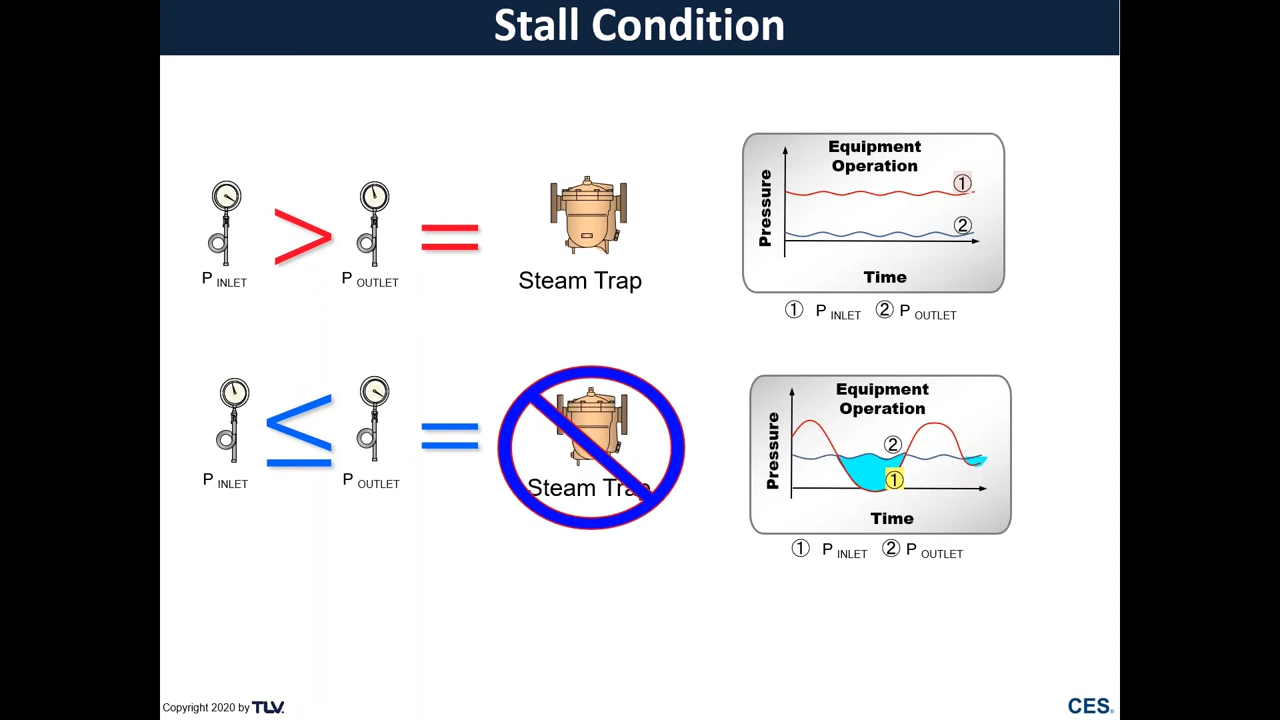 Stall Condition
Equipment
Operation
Pressure
①
②
Time
P INLET
>
P OUTLET
=
Steam Trap
① P INLET ② P OUTLET
Equipment
Operation
Pressure
②
①
Time
P INLET
≤
P OUTLET
=
Steam Trap
① P INLET ② P OUTLET
Copyright 2020 by TLV.
CES®